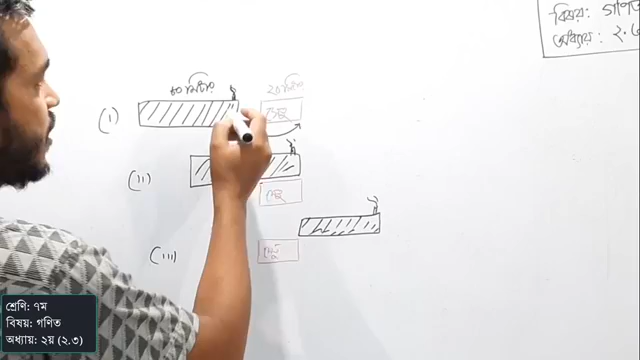 বিষয়: গণিত
অধ্যায়: ২.৩
৮০ মিটার
২০ মিটার
(i)
সেতু
(ii)
সেতু
(iii)
সেতু
শ্রেণি: ৭ম
বিষয়: গণিত
অধ্যায়: ২য় (২.৩)